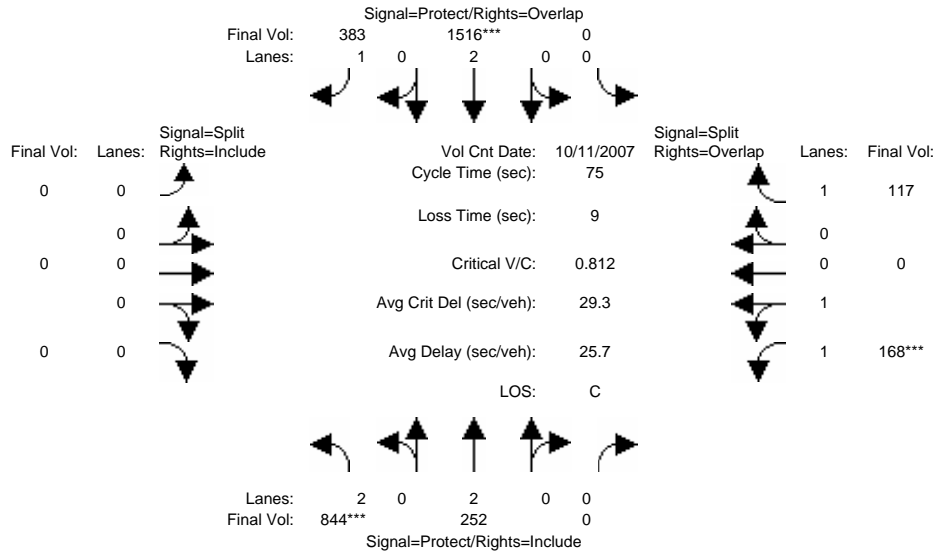 Signal=Protect/Rights=Overlap
Final Vol: 383 1516*** 0
Lanes: 1 0 2 0 0
Signal=Split Signal=Split
Final Vol: Lanes: Rights=Include Vol Cnt Date: 10/11/2007 Rights=Overlap Lanes: Final Vol:
Cycle Time (sec): 75
0 0 1 117
Loss Time (sec): 9
0 0
0 0 Critical V/C: 0.812 0 0
0 Avg Crit Del (sec/veh): 29.3 1
0 0 Avg Delay (sec/veh): 25.7 1 168***
LOS: C
Lanes: 2 0 2 0 0
Final Vol: 844*** 252 0
Signal=Protect/Rights=Include